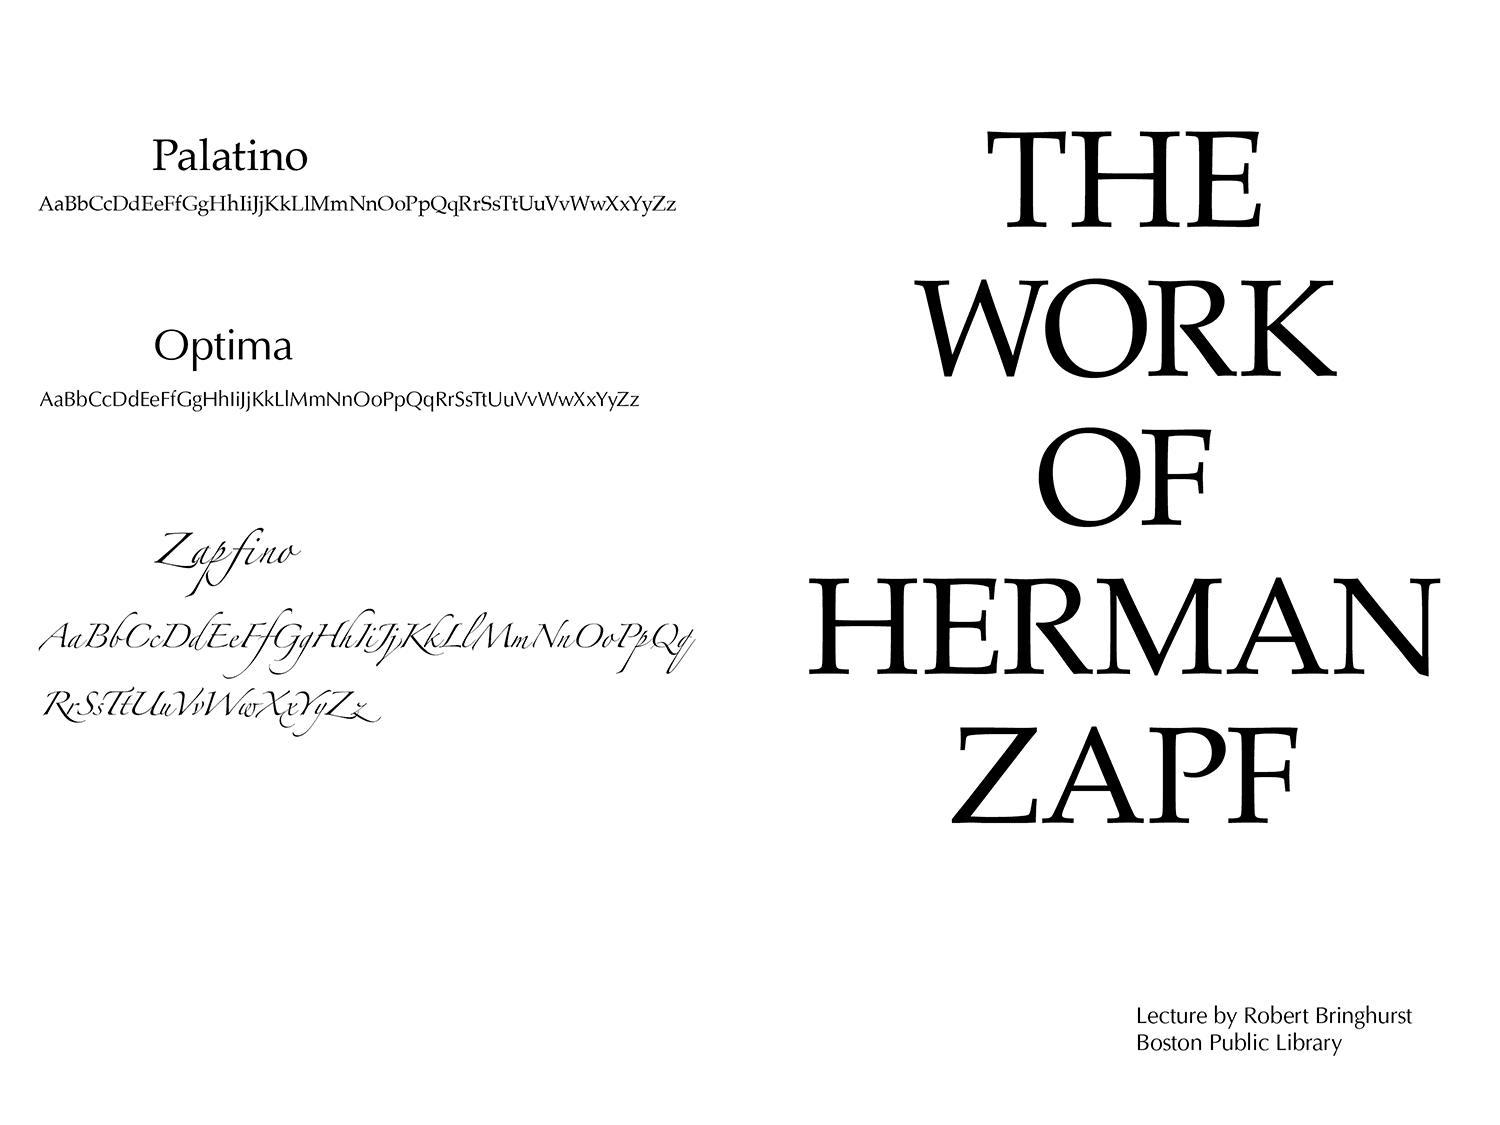 Palatino
AaBbCcDdEeFfGgHhIiJjKkLlMmNnOoPpQqRrSsTtUuVvWwXxYyZz
Optima
AaBbCcDdEeFfGgHhIiJjKkLlMmNnOoPpQqRrSsTtUuVvWwXxYyZz
Zapfino
AaBbCcDdEeFfGgHhIiJjKkLlMmNnOoPpQq
RrSsTtUuVvWwXxYyZz
THE
WORK
OF
HERMAN
ZAPF
Lecture by Robert Bringhurst
Boston Public Library